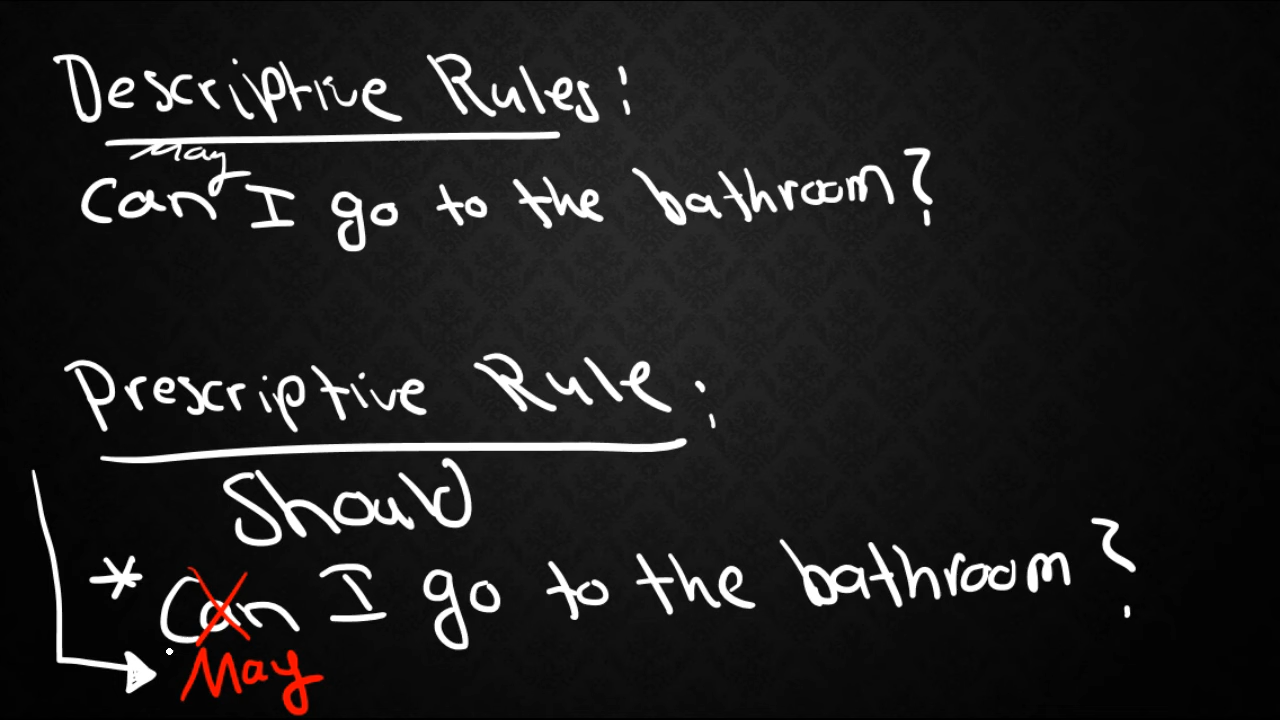 Descriptive Rules:
May
Can I go to the bathroom?
Prescriptive Rule:
Should
* Can I go to the bathroom?
May